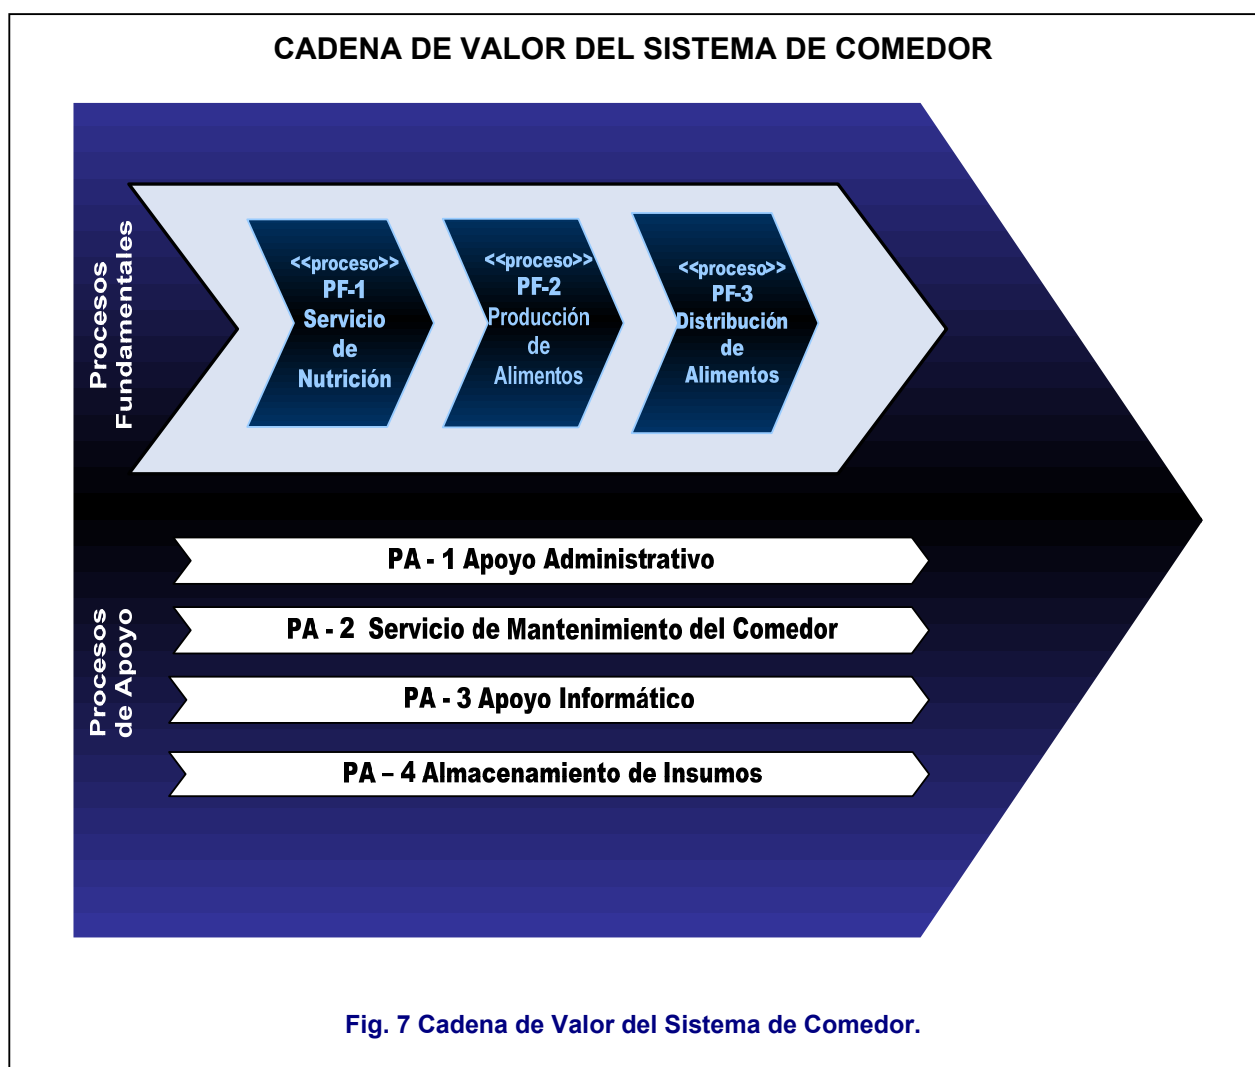 CADENA DE VALOR DEL SISTEMA DE COMEDOR
Procesos
Fundamentales
<<proceso>>
PF-1
Servicio
de
Nutrición
<<proceso>>
PF-2
Producción
de
Alimentos
<<proceso>>
PF-3
Distribución
de
Alimentos
Procesos
de Apoyo
PA - 1 Apoyo Administrativo
PA - 2 Servicio de Mantenimiento del Comedor
PA - 3 Apoyo Informático
PA – 4 Almacenamiento de Insumos
Fig. 7 Cadena de Valor del Sistema de Comedor.